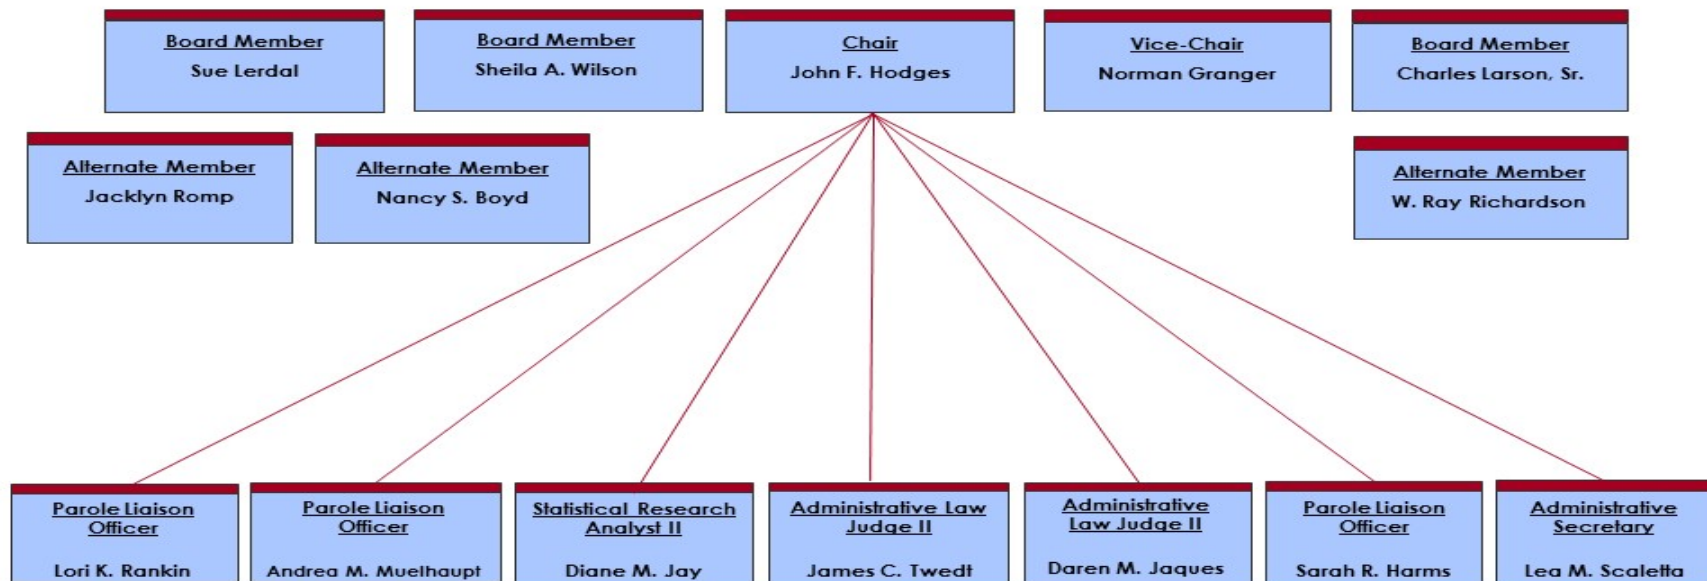 Board Member
Sue Lerdal
Board Member
Sheila A. Wilson
Chair
John F. Hodges
Vice-Chair
Norman Granger
Board Member
Charles Larson, Sr.
Alternate Member
Jacklyn Romp
Alternate Member
Nancy S. Boyd
Alternate Member
W. Ray Richardson
Parole Liaison
Officer
Lori K. Rankin
Parole Liaison
Officer
Andrea M. Muelhaupt
Statistical Research
Analyst II
Diane M. Jay
Administrative Law
Judge II
James C. Twedt
Administrative
Law Judge II
Daren M. Jaques
Parole Liaison
Officer
Sarah R. Harms
Administrative
Secretary
Lea M. Scaletta